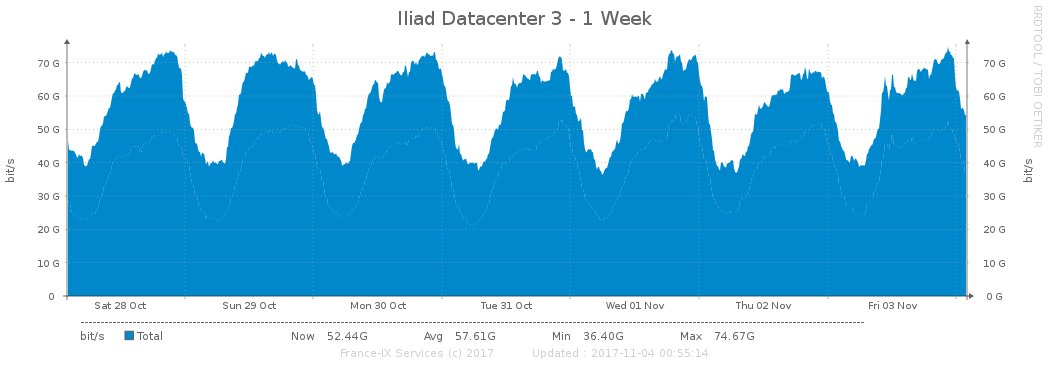 Iliad Datacenter 3 - 1 Week
RRDTOOL / TOBI OETIKER
bit/s
70 G 70 G
60 G 60 G
50 G 50 G
40 G 40 G
30 G 30 G
20 G 20 G
10 G 10 G
0 0 G
bit/s
Sat 28 Oct Sun 29 Oct Mon 30 Oct Tue 31 Oct Wed 01 Nov Thu 02 Nov Fri 03 Nov
bit/s Total Now 52.44G Avg 57.61G Min 36.40G Max 74.67G
France-IX Services (c) 2017 Updated : 2017-11-04 00:55:14